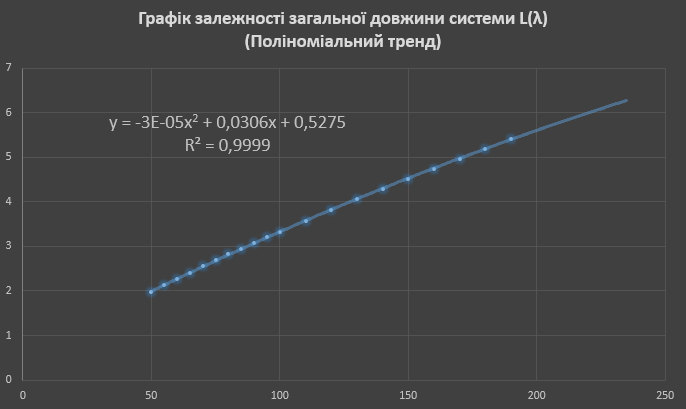 Графік залежності загальної довжини системи L(λ)
(Поліноміальний тренд)
7
6
y = -3E-05x² + 0,0306x + 0,5275
R² = 0,9999
5
4
3
2
1
0
0 50 100 150 200 250